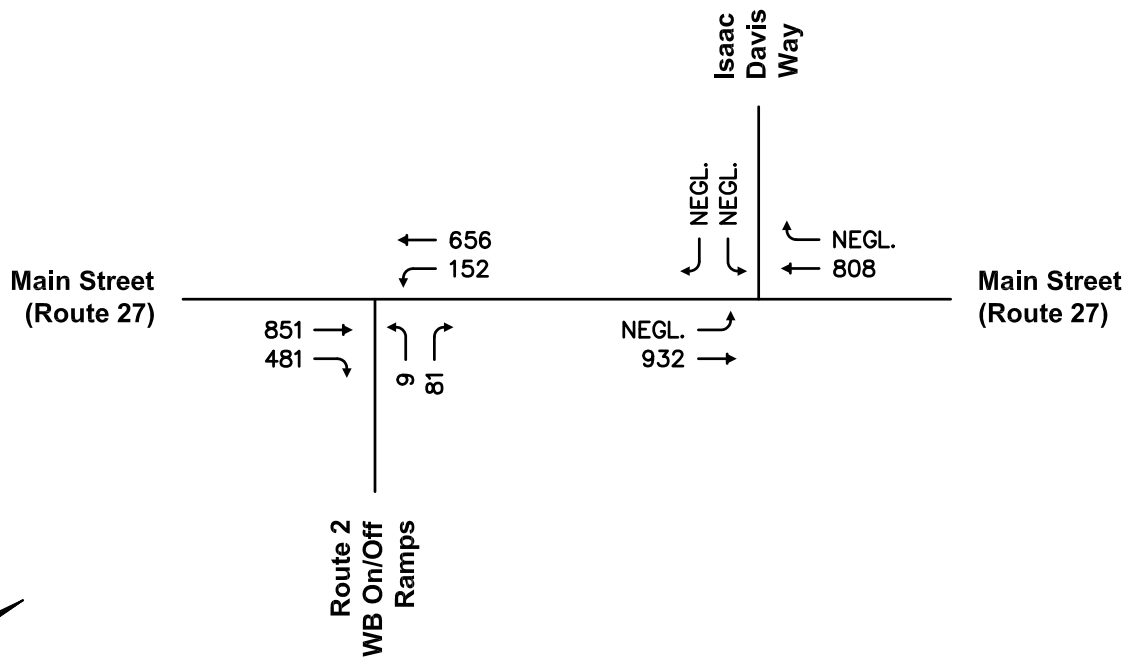 Isaac
Davis
Way
NEGL.
NEGL.
656
152
NEGL.
808
Main Street
(Route 27)
Main Street
(Route 27)
851
481
9
81
NEGL.
932
Route 2
WB On/Off
Ramps